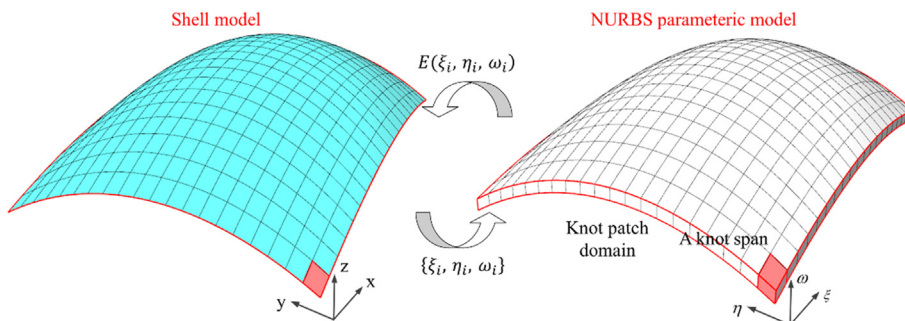 Shell model
NURBS parameteric model
E(ξᵢ, ηᵢ, ωᵢ)
Knot patch
domain
A knot span
{ξᵢ, ηᵢ, ωᵢ}
z
x
y
ω
ξ
η